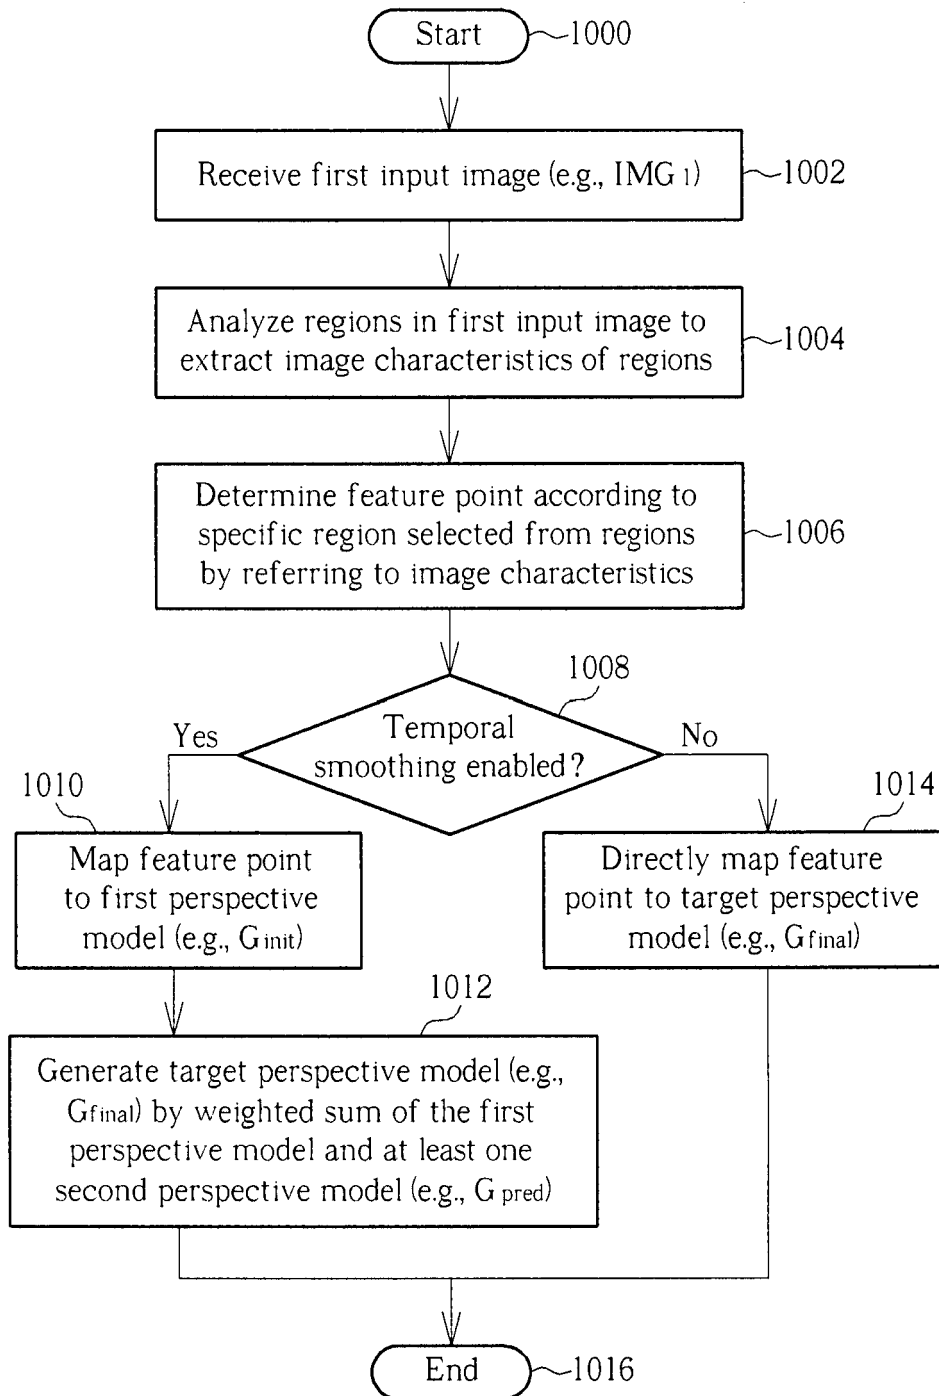 Start
1000
Receive first input image (e.g., IMG 1)
1002
Analyze regions in first input image to
extract image characteristics of regions
1004
Determine feature point according to
specific region selected from regions
by referring to image characteristics
1006
1008
Temporal
smoothing enabled?
Yes
No
1010
Map feature point
to first perspective
model (e.g., Ginit)
1014
Directly map feature
point to target perspective
model (e.g., Gfinal)
1012
Generate target perspective model (e.g.,
Gfinal) by weighted sum of the first
perspective model and at least one
second perspective model (e.g., G pred)
End
1016